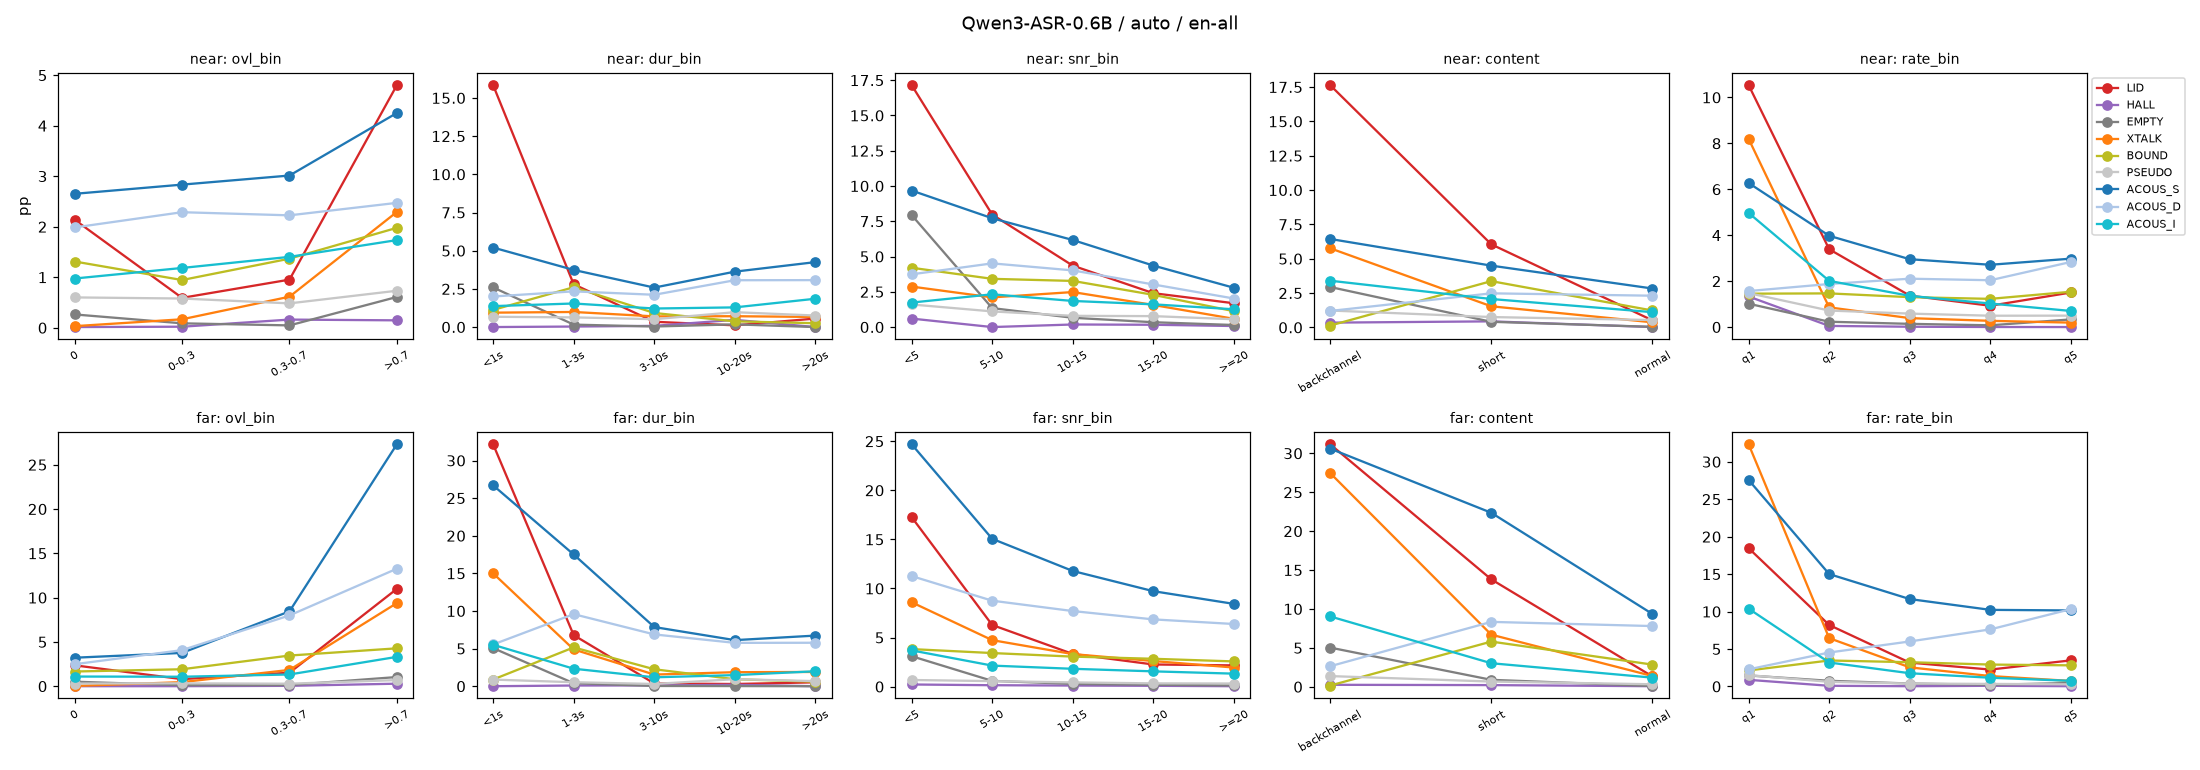 Qwen3-ASR-0.6B / auto / en-all
near: ovl_bin
near: dur_bin
near: snr_bin
near: content
near: rate_bin
pp
5
4
3
2
1
0
0
0-0.3
0.3-0.7
>0.7
15.0
12.5
10.0
7.5
5.0
2.5
0.0
<1s
1-3s
3-10s
10-20s
>20s
17.5
15.0
12.5
10.0
7.5
5.0
2.5
0.0
<5
5-10
10-15
15-20
>=20
17.5
15.0
12.5
10.0
7.5
5.0
2.5
0.0
backchannel
short
normal
10
8
6
4
2
0
q1
q2
q3
q4
q5
LID
HALL
EMPTY
XTALK
BOUND
PSEUDO
ACOUS_S
ACOUS_D
ACOUS_I
far: ovl_bin
far: dur_bin
far: snr_bin
far: content
far: rate_bin
25
20
15
10
5
0
0
0-0.3
0.3-0.7
>0.7
30
25
20
15
10
5
0
<1s
1-3s
3-10s
10-20s
>20s
25
20
15
10
5
0
<5
5-10
10-15
15-20
>=20
30
25
20
15
10
5
0
backchannel
short
normal
30
25
20
15
10
5
0
q1
q2
q3
q4
q5